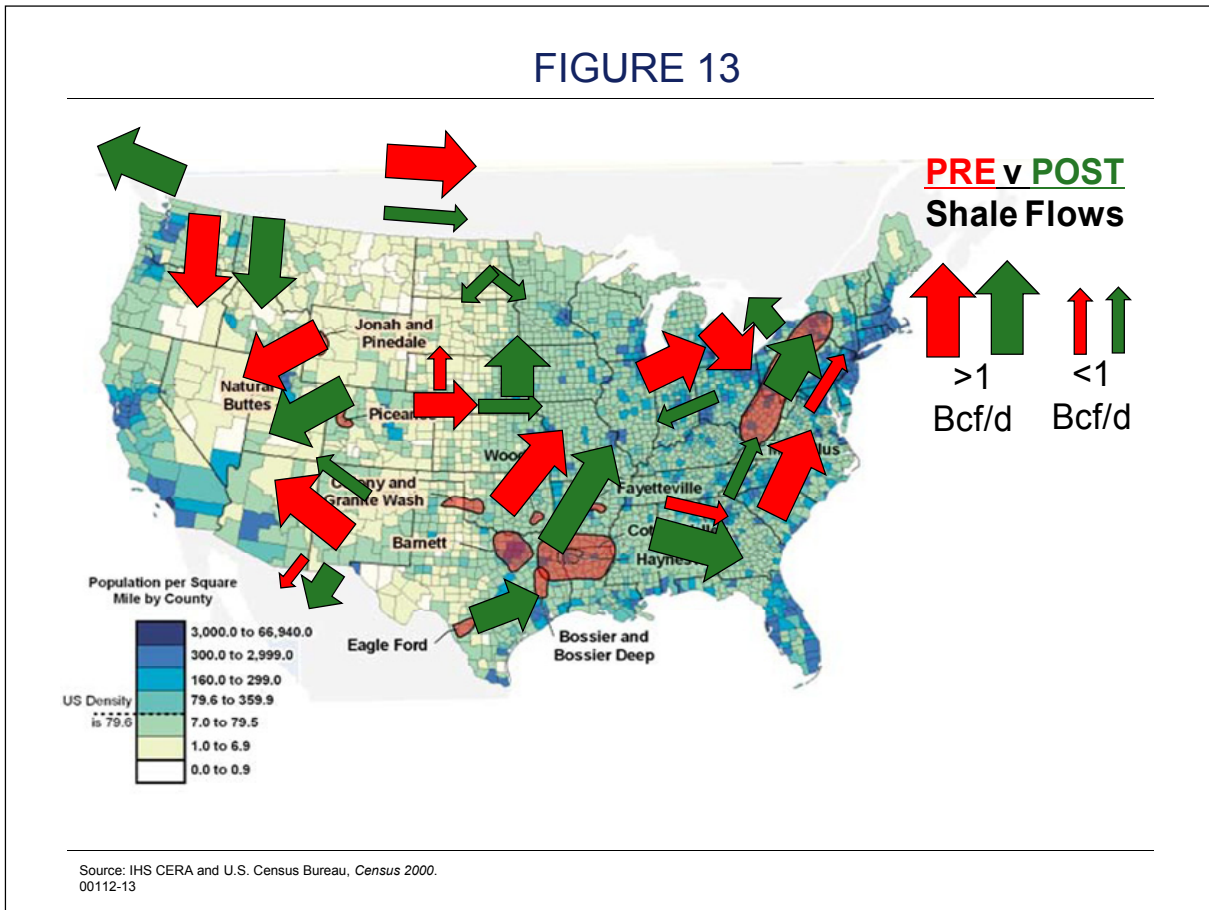 FIGURE 13
PRE v POST
Shale Flows
>1
Bcf/d
<1
Bcf/d
Jonah and
Pinedale
Natural
Buttes
Piceance
and
Granite Wash
Barnett
Fayetteville
Eagle Ford
Bossier and
Bossier Deep
Population per Square
Mile by County
3,000.0 to 66,940.0
300.0 to 2,999.0
160.0 to 299.0
79.6 to 359.9
7.0 to 79.5
1.0 to 6.9
0.0 to 0.9
US Density
is 79.6
Source: IHS CERA and U.S. Census Bureau, Census 2000.
00112-13